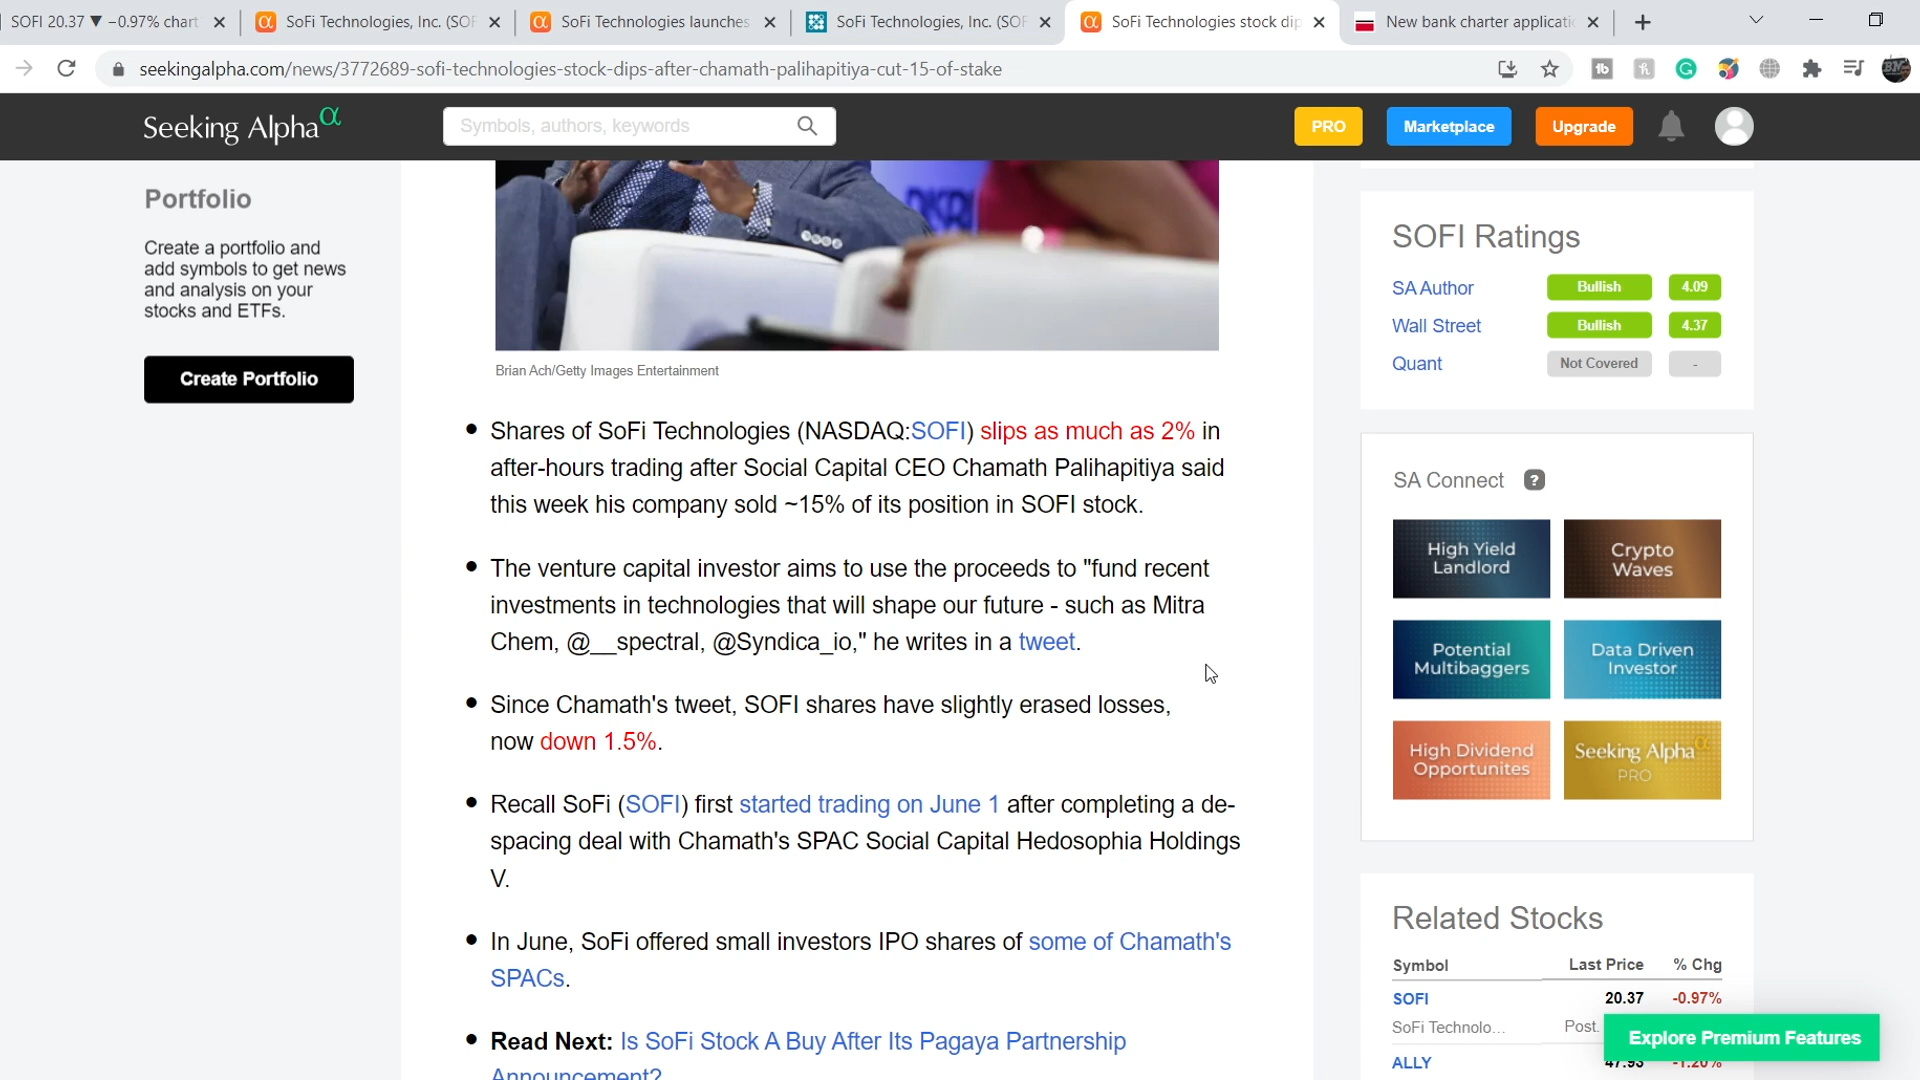 SOFI 20.37 ▼ −0.97% chart
SoFi Technologies, Inc. (SOF
SoFi Technologies launches
SoFi Technologies, Inc. (SOF
SoFi Technologies stock dip
New bank charter applicatio
seekingalpha.com/news/3772689-sofi-technologies-stock-dips-after-chamath-palihapitiya-cut-15-of-stake
Seeking Alpha α
Symbols, authors, keywords
PRO
Marketplace
Upgrade
Portfolio
Create a portfolio and
add symbols to get news
and analysis on your
stocks and ETFs.
Create Portfolio
Brian Ach/Getty Images Entertainment
• Shares of SoFi Technologies (NASDAQ:SOFI) slips as much as 2% in
after-hours trading after Social Capital CEO Chamath Palihapitiya said
this week his company sold ~15% of its position in SOFI stock.
• The venture capital investor aims to use the proceeds to "fund recent
investments in technologies that will shape our future - such as Mitra
Chem, @__spectral, @Syndica_io," he writes in a tweet.
• Since Chamath's tweet, SOFI shares have slightly erased losses,
now down 1.5%.
• Recall SoFi (SOFI) first started trading on June 1 after completing a de-
spacing deal with Chamath's SPAC Social Capital Hedosophia Holdings
V.
• In June, SoFi offered small investors IPO shares of some of Chamath's
SPACs.
• Read Next: Is SoFi Stock A Buy After Its Pagaya Partnership
Announcement?
SOFI Ratings
SA Author Bullish 4.09
Wall Street Bullish 4.37
Quant Not Covered -
SA Connect ?
High Yield
Landlord
Crypto
Waves
Potential
Multibaggers
Data Driven
Investor
High Dividend
Opportunites
Seeking Alpha α
PRO
Related Stocks
Symbol Last Price % Chg
SOFI 20.37 -0.97%
SoFi Technolo... Post.
Explore Premium Features
ALLY 47.93 -1.20%